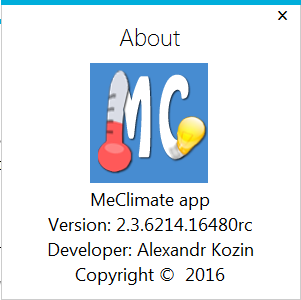 About
MC
MeClimate app
Version: 2.3.6214.16480rc
Developer: Alexandr Kozin
Copyright © 2016